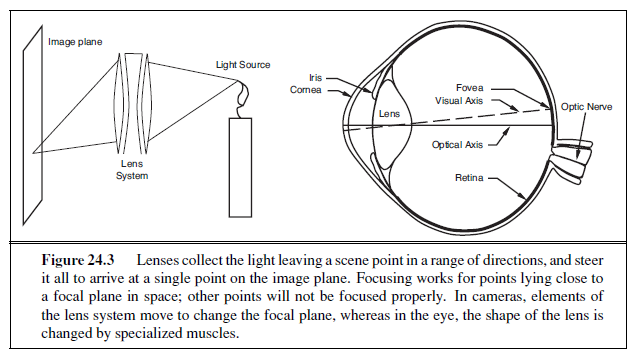 Image plane
Light Source
Lens
System
Iris
Cornea
Lens
Fovea
Visual Axis
Optic Nerve
Optical Axis
Retina
Figure 24.3 Lenses collect the light leaving a scene point in a range of directions, and steer
it all to arrive at a single point on the image plane. Focusing works for points lying close to
a focal plane in space; other points will not be focused properly. In cameras, elements of
the lens system move to change the focal plane, whereas in the eye, the shape of the lens is
changed by specialized muscles.